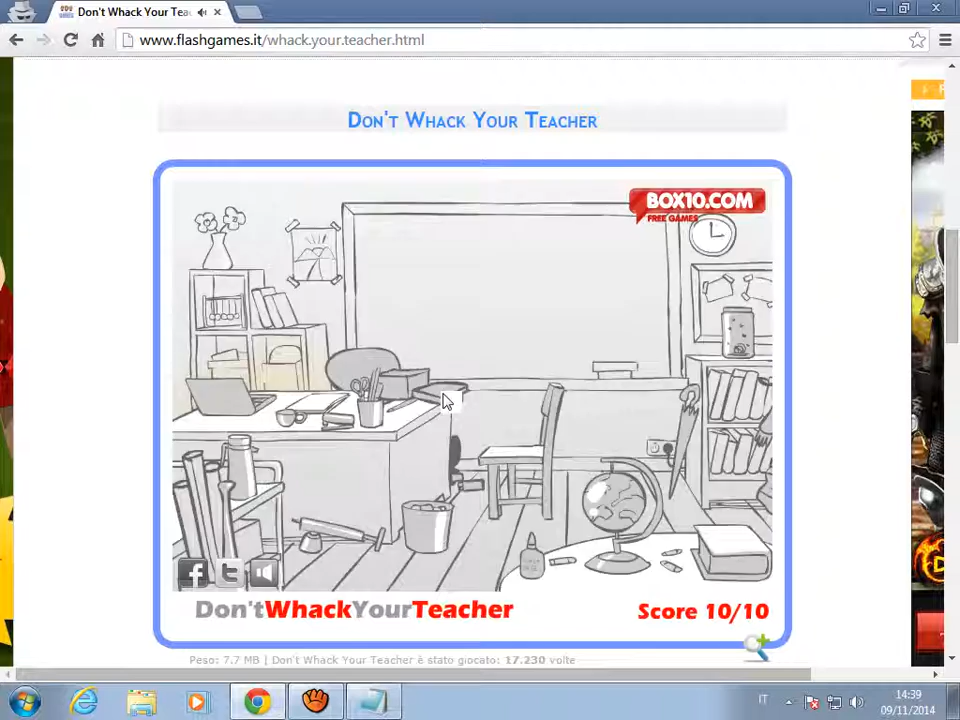 Don't Whack Your Tea
www.flashgames.it/whack.your.teacher.html
DON'T WHACK YOUR TEACHER
BOX10.COM
FREE GAMES
Don'tWhackYourTeacher
Score 10/10
Peso: 7.7 MB | Don't Whack Your Teacher è stato giocato: 17.230 volte
IT
14:39
09/11/2014